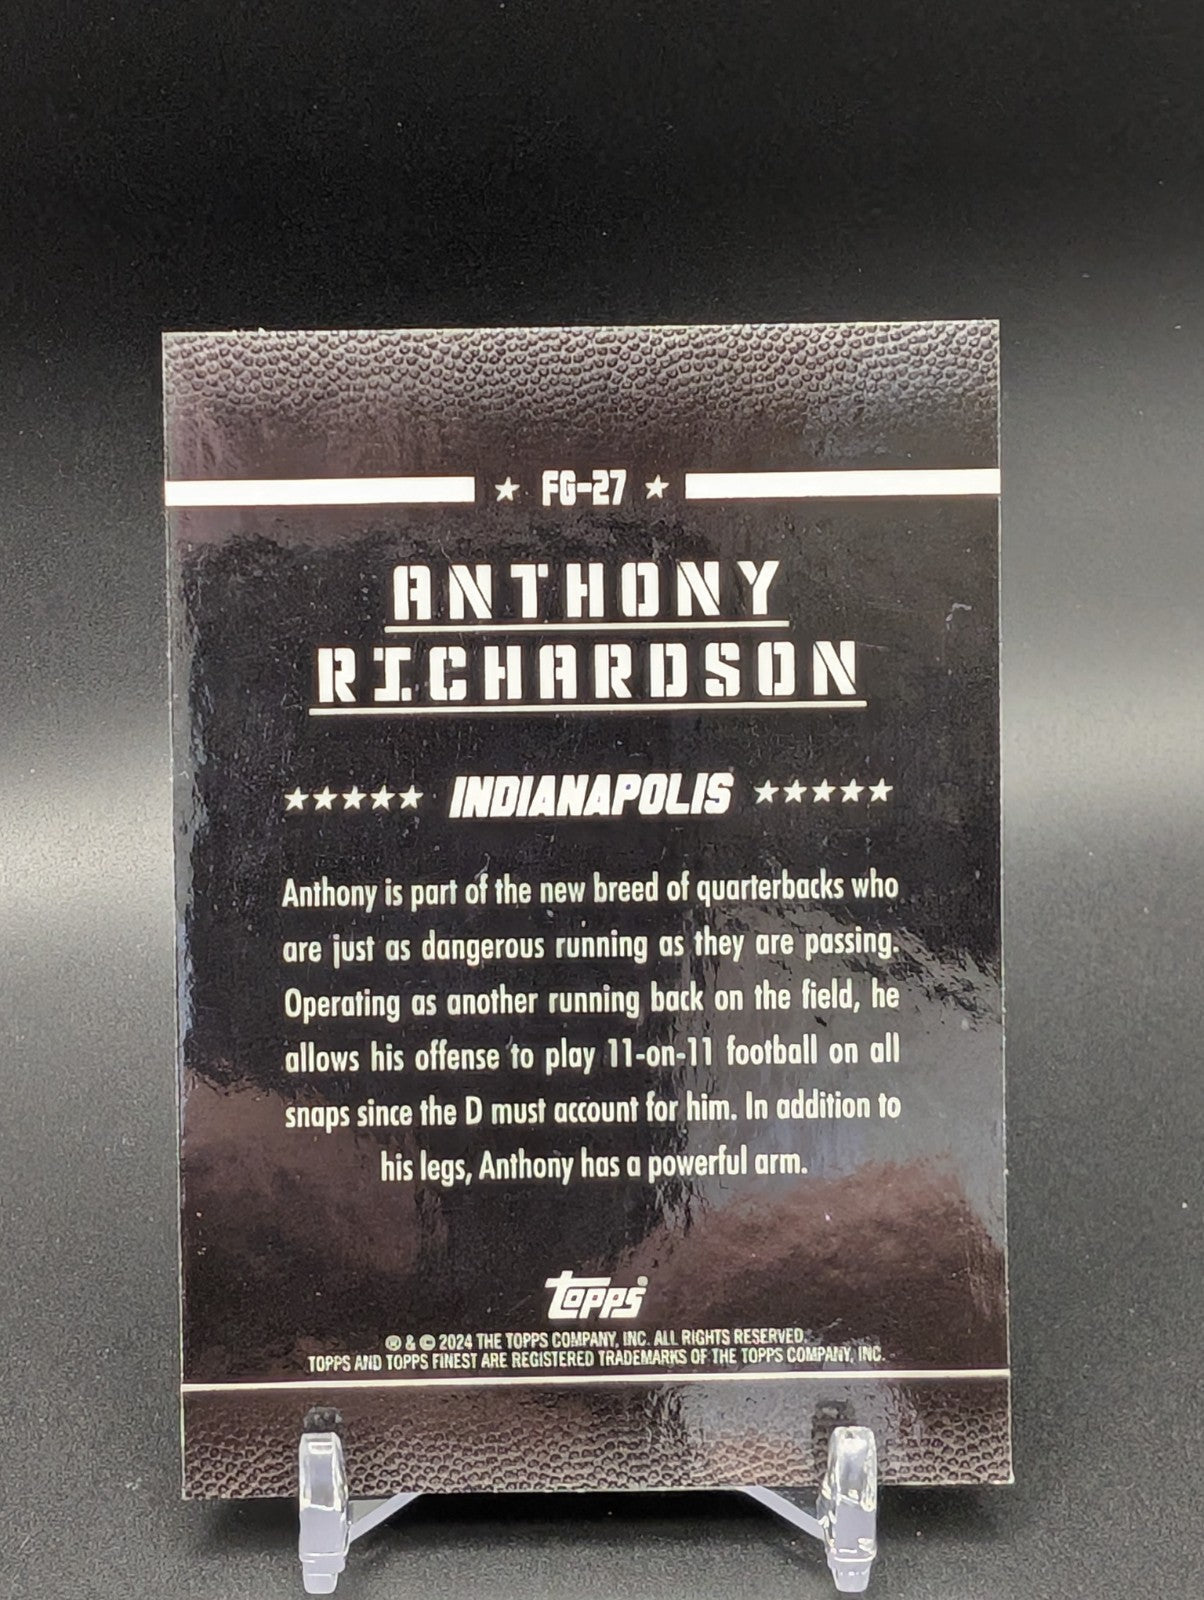 ★ FG-27 ★
ANTHONY
RICHARDSON
★★★★★ INDIANAPOLIS ★★★★★
Anthony is part of the new breed of quarterbacks who
are just as dangerous running as they are passing.
Operating as another running back on the field, he
allows his offense to play 11-on-11 football on all
snaps since the D must account for him. In addition to
his legs, Anthony has a powerful arm.
Topps®
® & © 2024 THE TOPPS COMPANY, INC. ALL RIGHTS RESERVED.
TOPPS AND TOPPS FINEST ARE REGISTERED TRADEMARKS OF THE TOPPS COMPANY, INC.